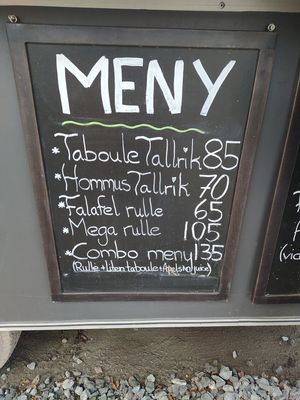 MENY
*Taboule Tallrik 85
*Hommus Tallrik 70
*Falafel rulle 65
*Mega rulle 105
*Combo meny 135
(Rulle + liten taboule + juice)
(vic